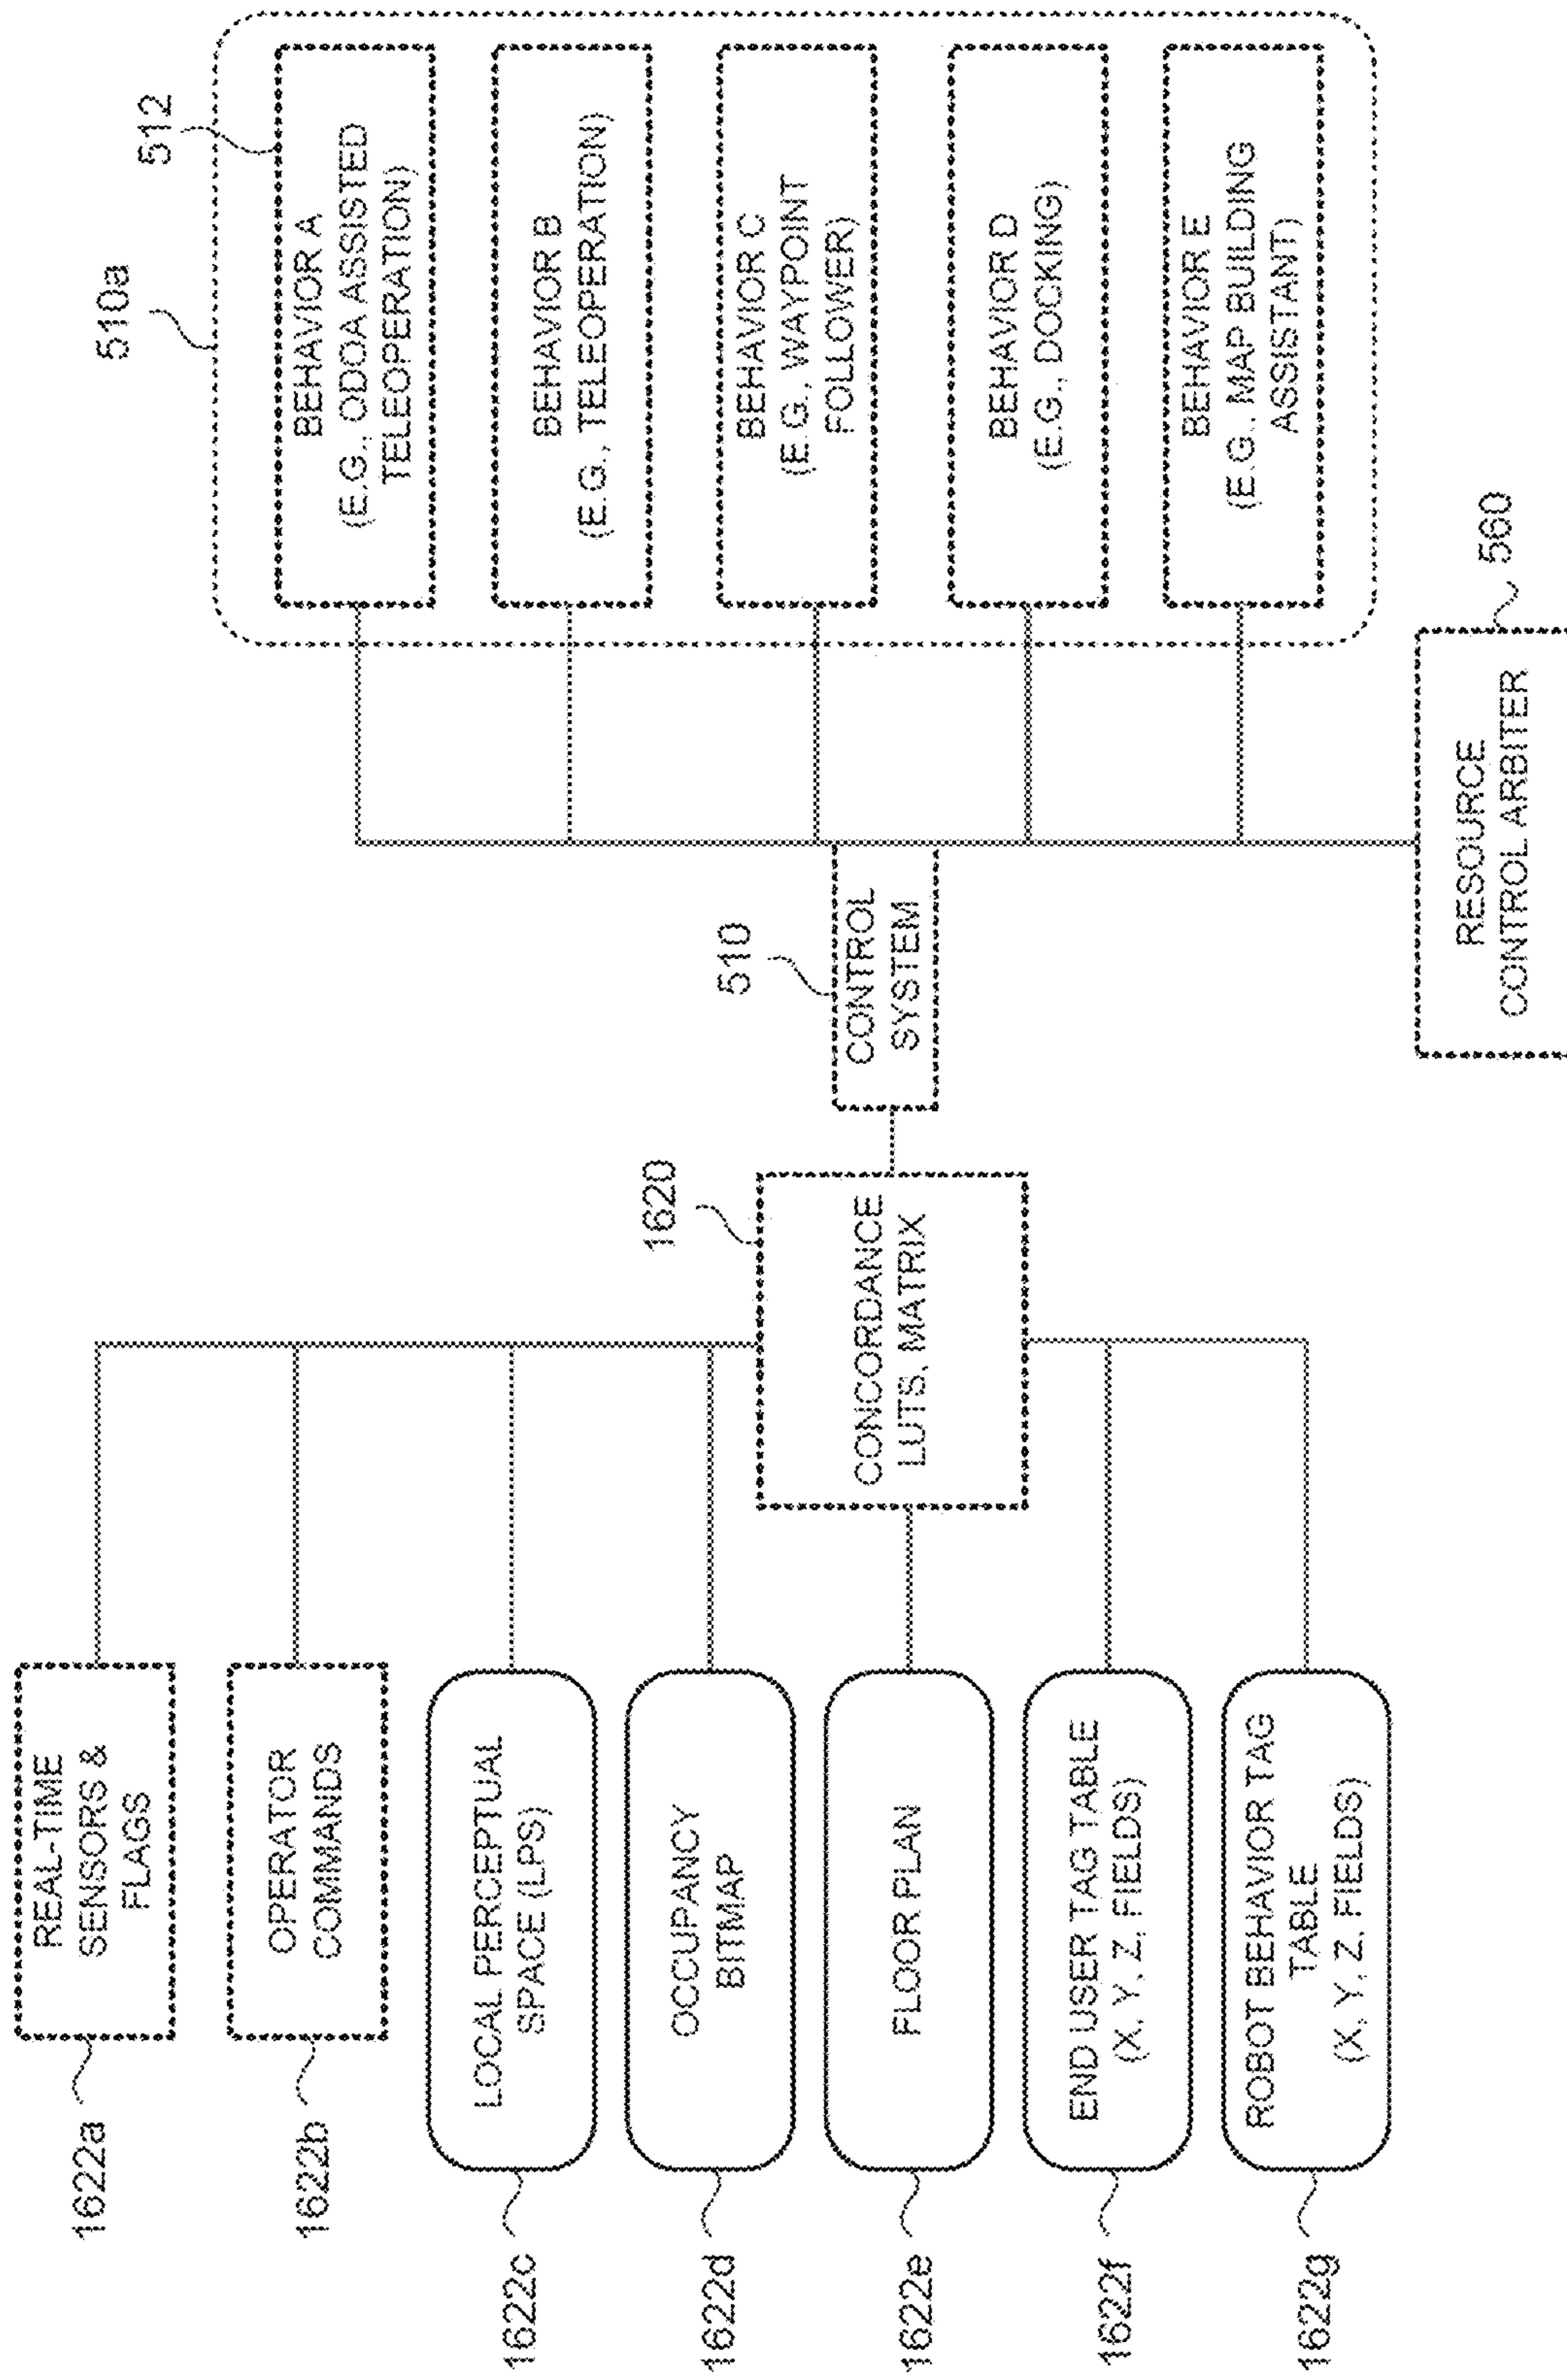 1622a
REAL-TIME
SENSORS &
FLAGS
1622b
OPERATOR
COMMANDS
1622c
LOCAL PERCEPTUAL
SPACE (LPS)
1622d
OCCUPANCY
BITMAP
1622e
FLOOR PLAN
1622f
END USER TAG TABLE
(X, Y, Z, FIELDS)
1622g
ROBOT BEHAVIOR TAG
TABLE
(X, Y, Z, FIELDS)
1620
CONCORDANCE
LUTS, MATRIX
510
CONTROL
SYSTEM
510a
512
BEHAVIOR A
(E.G., ODOA ASSISTED
TELEOPERATION)
BEHAVIOR B
(E.G., TELEOPERATION)
BEHAVIOR C
(E.G., WAYPOINT
FOLLOWER)
BEHAVIOR D
(E.G., DOCKING)
BEHAVIOR E
(E.G., MAP BUILDING
ASSISTANT)
560
RESOURCE
CONTROL ARBITER